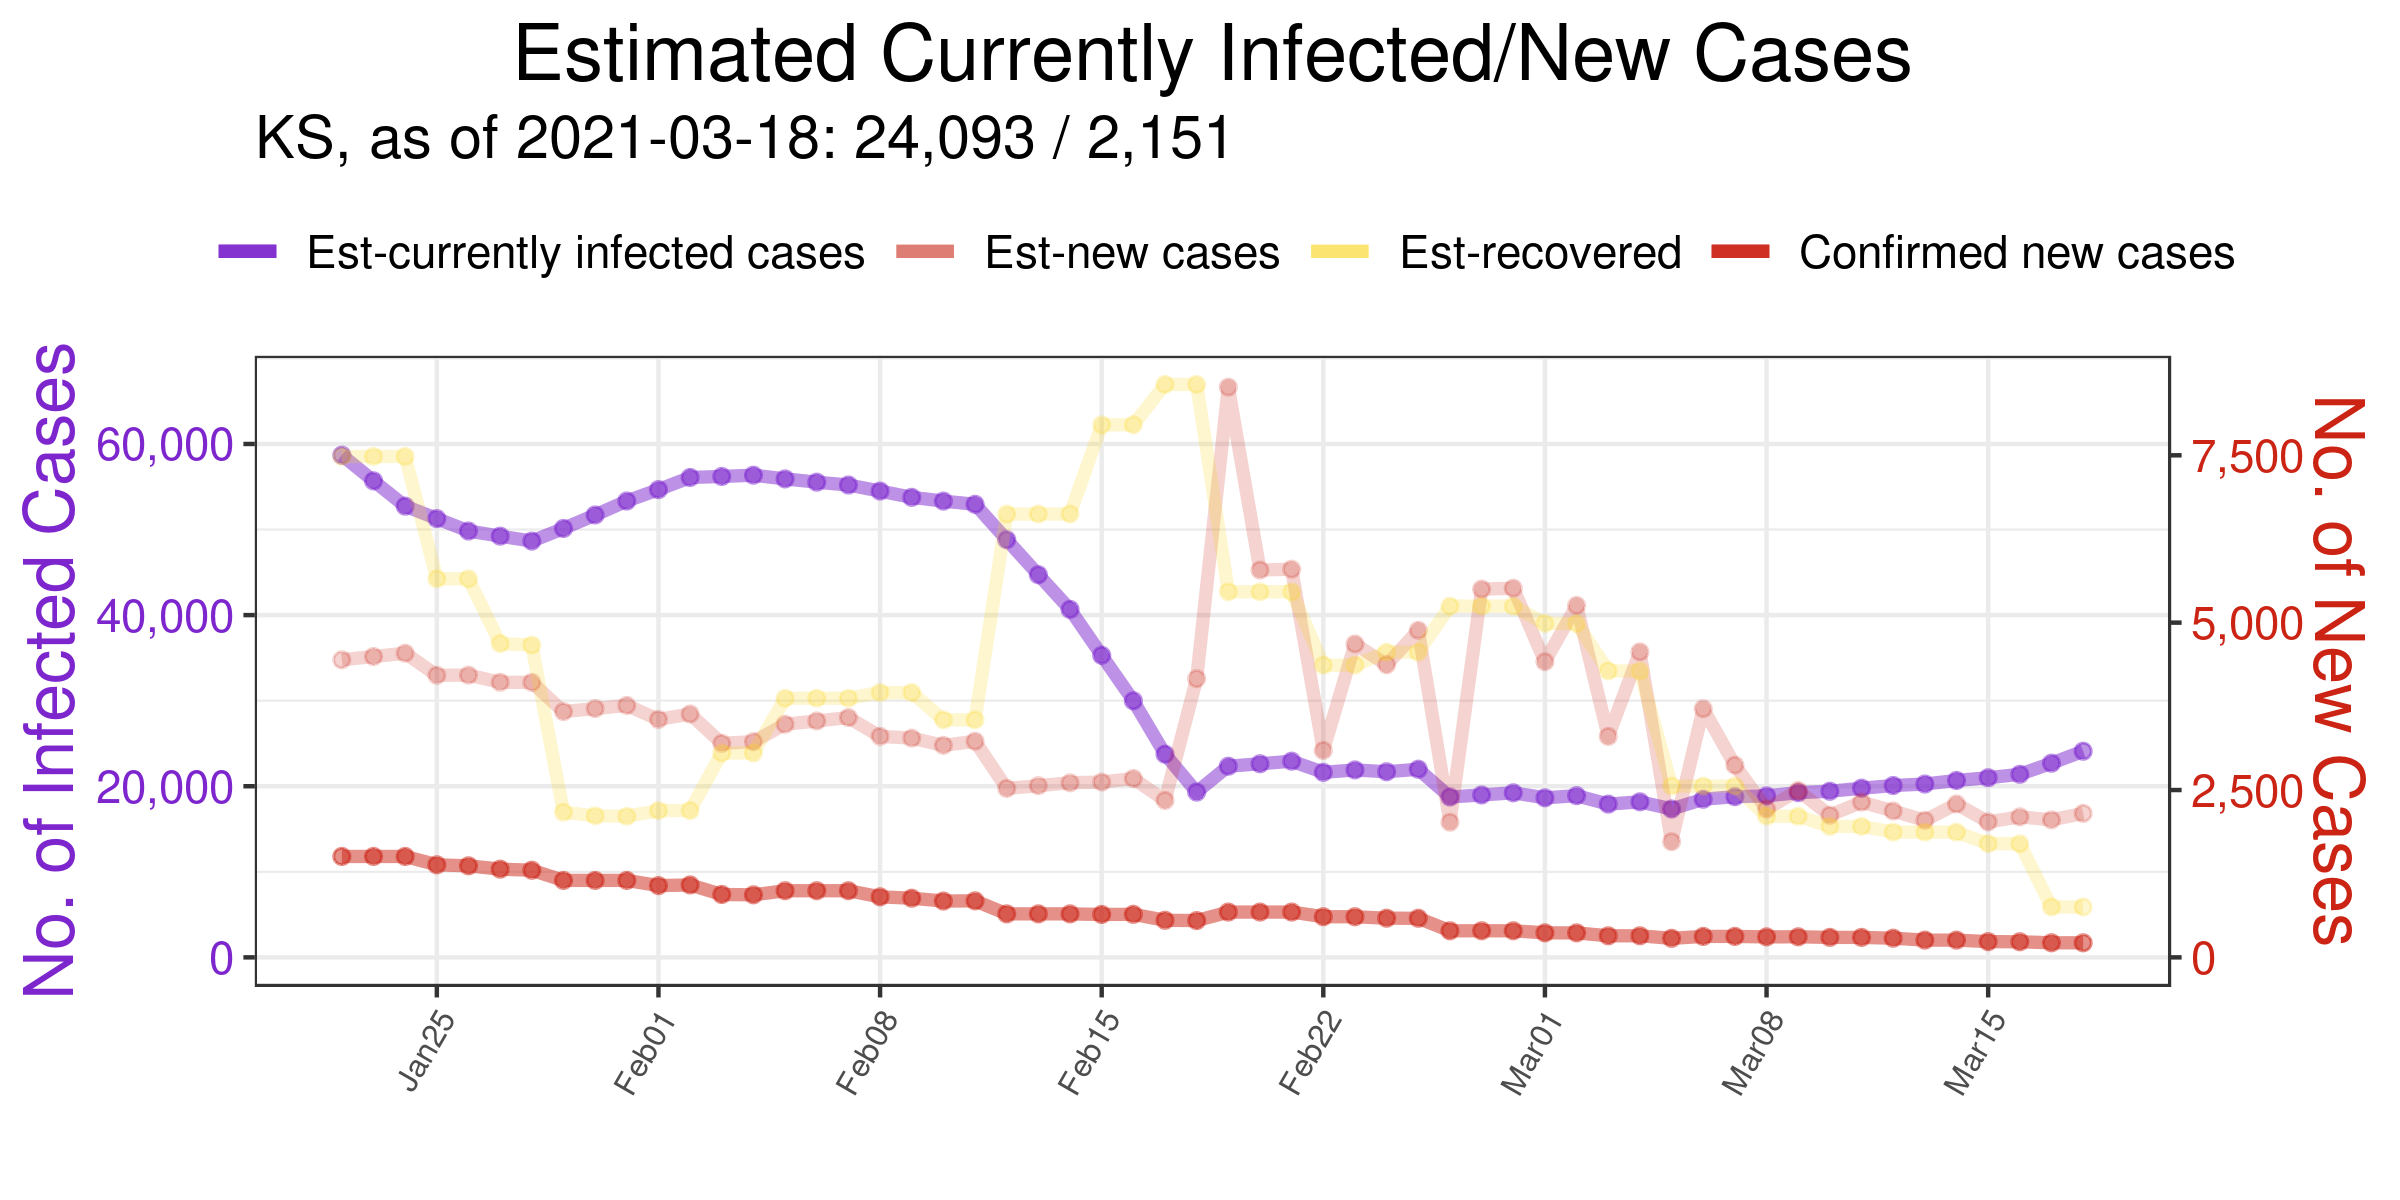 Estimated Currently Infected/New Cases
KS, as of 2021-03-18: 24,093 / 2,151
Est-currently infected cases Est-new cases Est-recovered Confirmed new cases
No. of Infected Cases
60,000
40,000
20,000
0
7,500
5,000
2,500
0
No. of New Cases
Jan25 Feb01 Feb08 Feb15 Feb22 Mar01 Mar08 Mar15